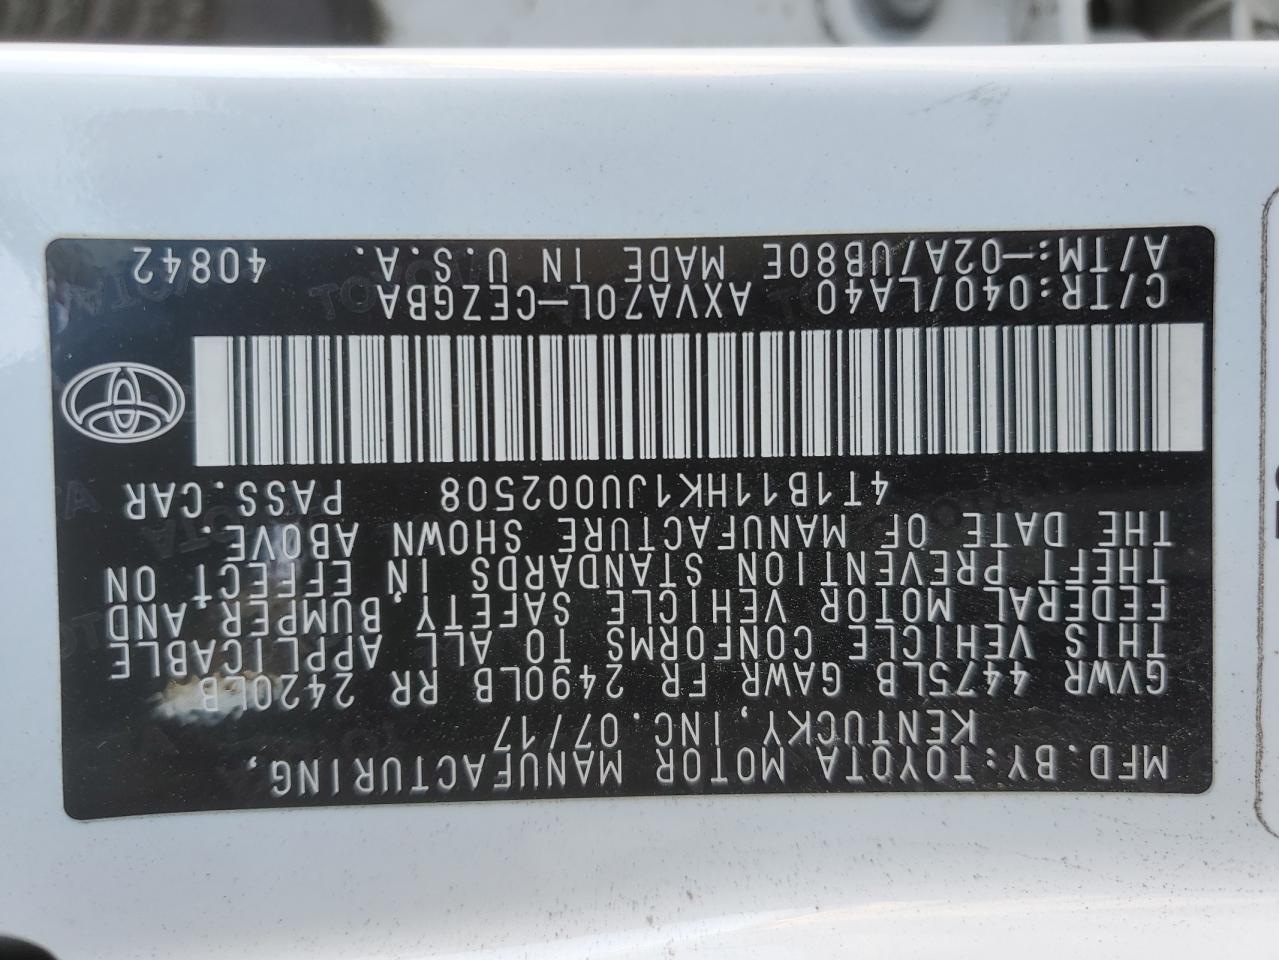 MFD.BY:TOYOTA MOTOR MANUFACTURING,
KENTUCKY,INC. 07/17
GVWR 4475LB GAWR FR 2490LB RR 2420LB
THIS VEHICLE CONFORMS TO ALL APPLICABLE
FEDERAL MOTOR VEHICLE SAFETY,BUMPER,AND
THEFT PREVENTION STANDARDS IN EFFECT ON
THE DATE OF MANUFACTURE SHOWN ABOVE.
4T1B11HK1JU002508 PASS.CAR
C/TR:040/LA40 AXVA70L-CEZGBA
A/TM:-02A/UB80E MADE IN U.S.A. 40842